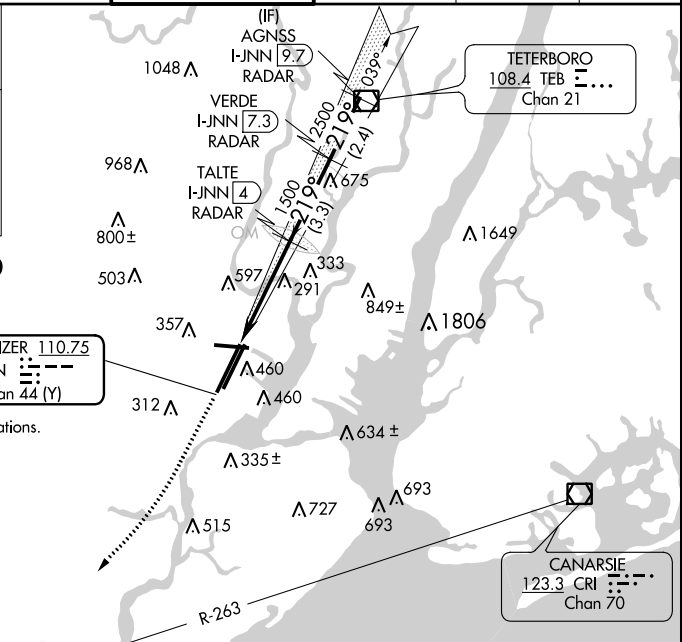 (IF)
AGNSS
I-JNN 9.7
RADAR
1048
VERDE
I-JNN 7.3
RADAR
TALTE
I-JNN 4
RADAR
039°
2500
219°
(2.4)
1500
219°
(3.3)
OM
TETERBORO
108.4 TEB
Chan 21
968
675
800±
1649
503
597
333
291
849±
357
1806
IZER 110.75
N
an 44 (Y)
460
312
460
ations.
634 ±
335±
693
727
693
515
CANARSIE
123.3 CRI
Chan 70
R-263